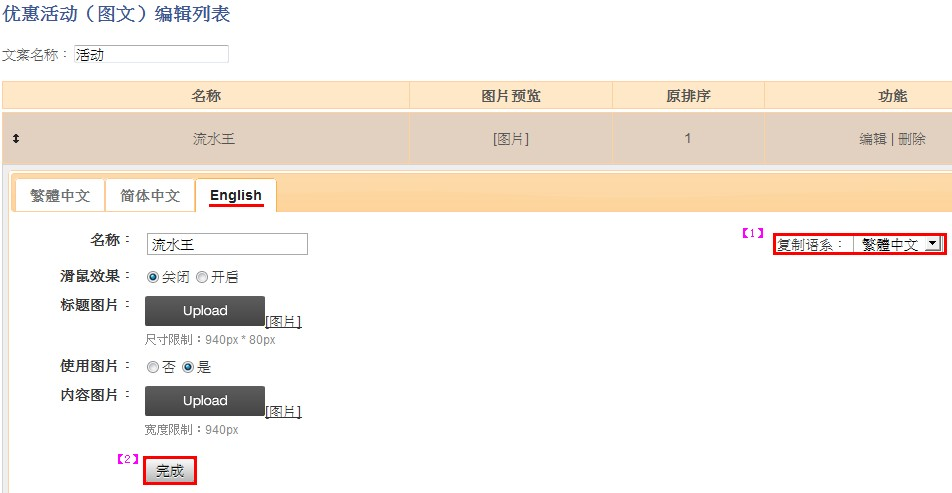 优惠活动（图文）编辑列表
文案名称： 活动
名称 图片预览 原排序 功能
流水王 [图片] 1 编辑 | 删除
繁體中文 简体中文 English
名称： 流水王 【1】 复制语系： 繁體中文
滑鼠效果： 关闭 开启
标题图片： Upload [图片]
尺寸限制：940px * 80px
使用图片： 否 是
内容图片： Upload [图片]
宽度限制：940px
【2】 完成